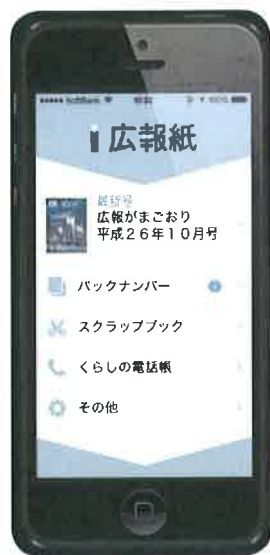 SoftBank
100%
i 広報紙
最新号
広報がまごおり
平成26年10月号
バックナンバー
スクラップブック
くらしの電話帳
その他